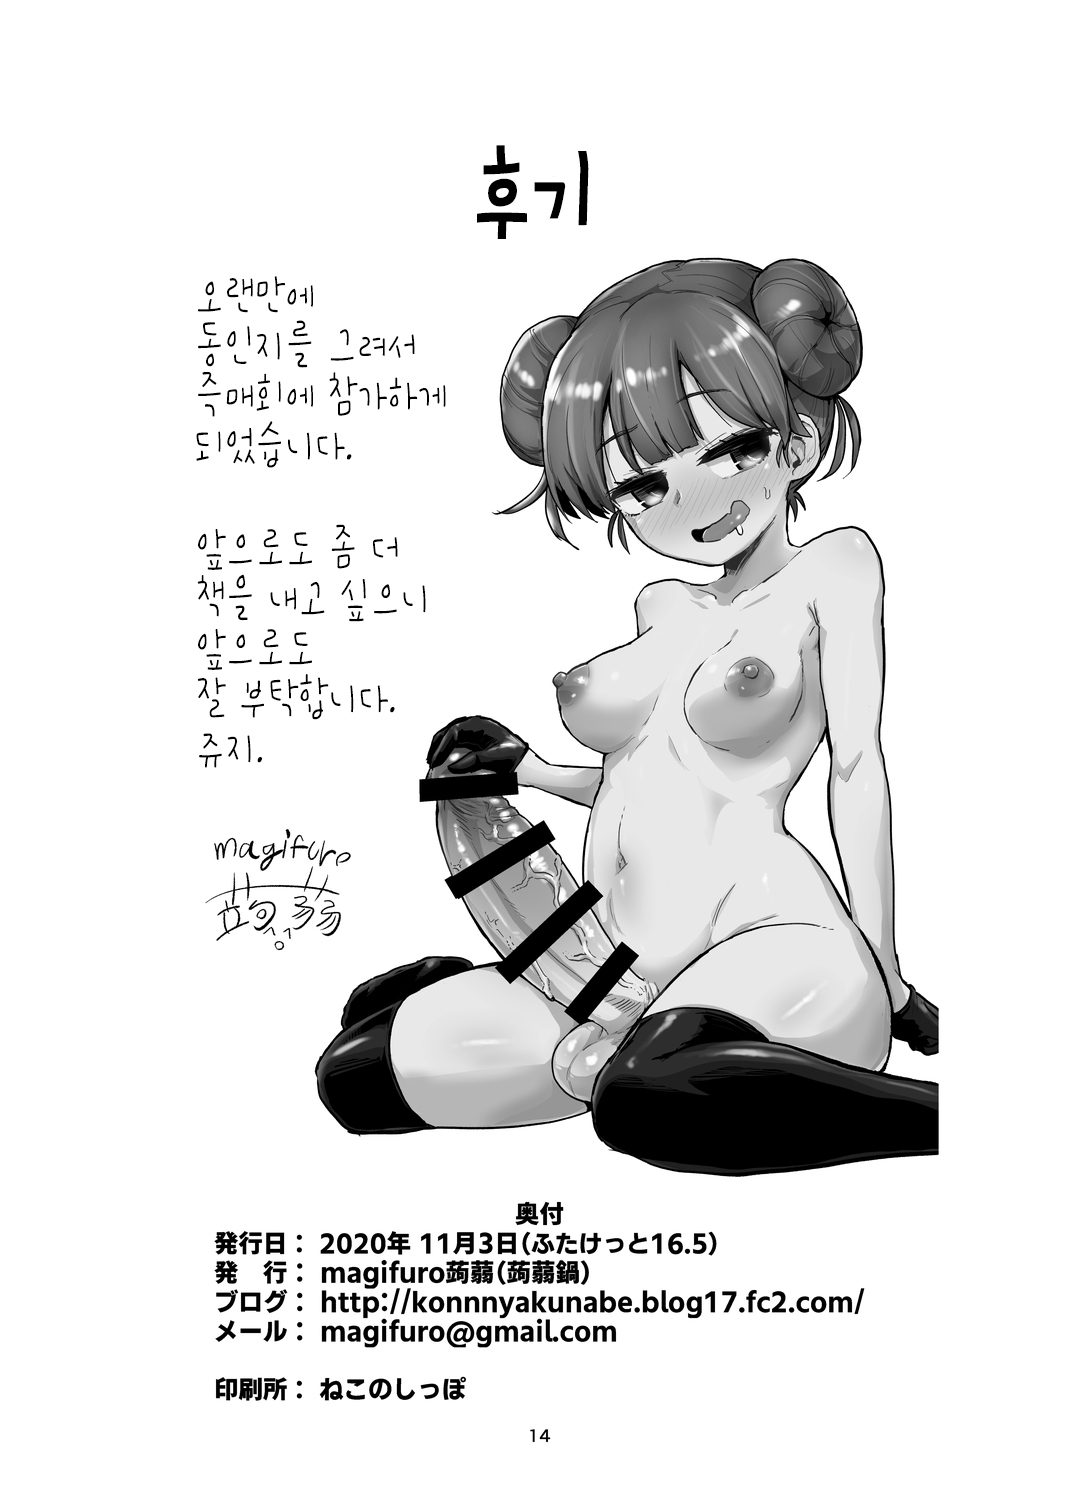 후기
오랜만에
동인지를 그려서
즉매회에 참가하게
되었습니다.
앞으로도 좀 더
책을 내고 싶으니
앞으로도
잘 부탁합니다.
쥬지.
magifuro
蒟蒻
奥付
発行日： 2020年 11月3日(ふたけっと16.5)
発　行： magifuro蒟蒻(蒟蒻鍋)
ブログ： http://konnnyakunabe.blog17.fc2.com/
メール： magifuro@gmail.com
印刷所： ねこのしっぽ
14